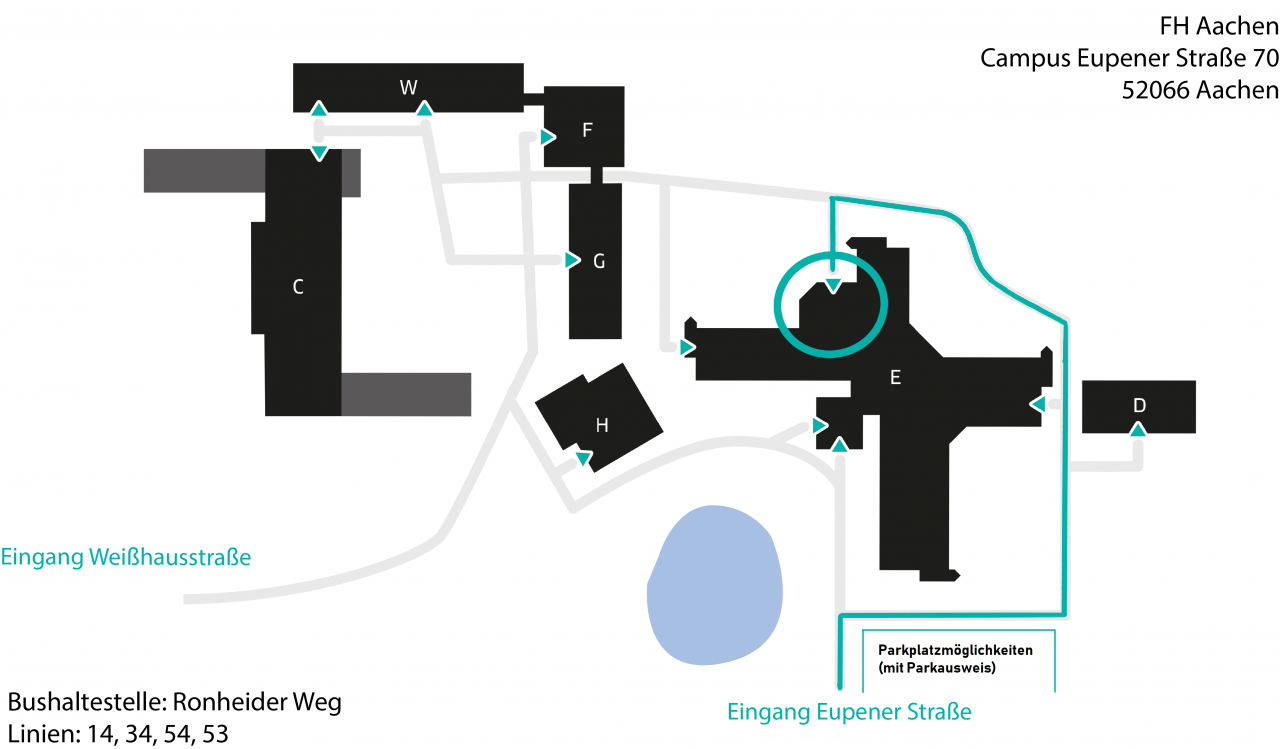 FH Aachen
Campus Eupener Straße 70
52066 Aachen
W
F
C
G
E
D
H
Eingang Weißhausstraße
Parkplatzmöglichkeiten
(mit Parkausweis)
Bushaltestelle: Ronheider Weg
Linien: 14, 34, 54, 53
Eingang Eupener Straße